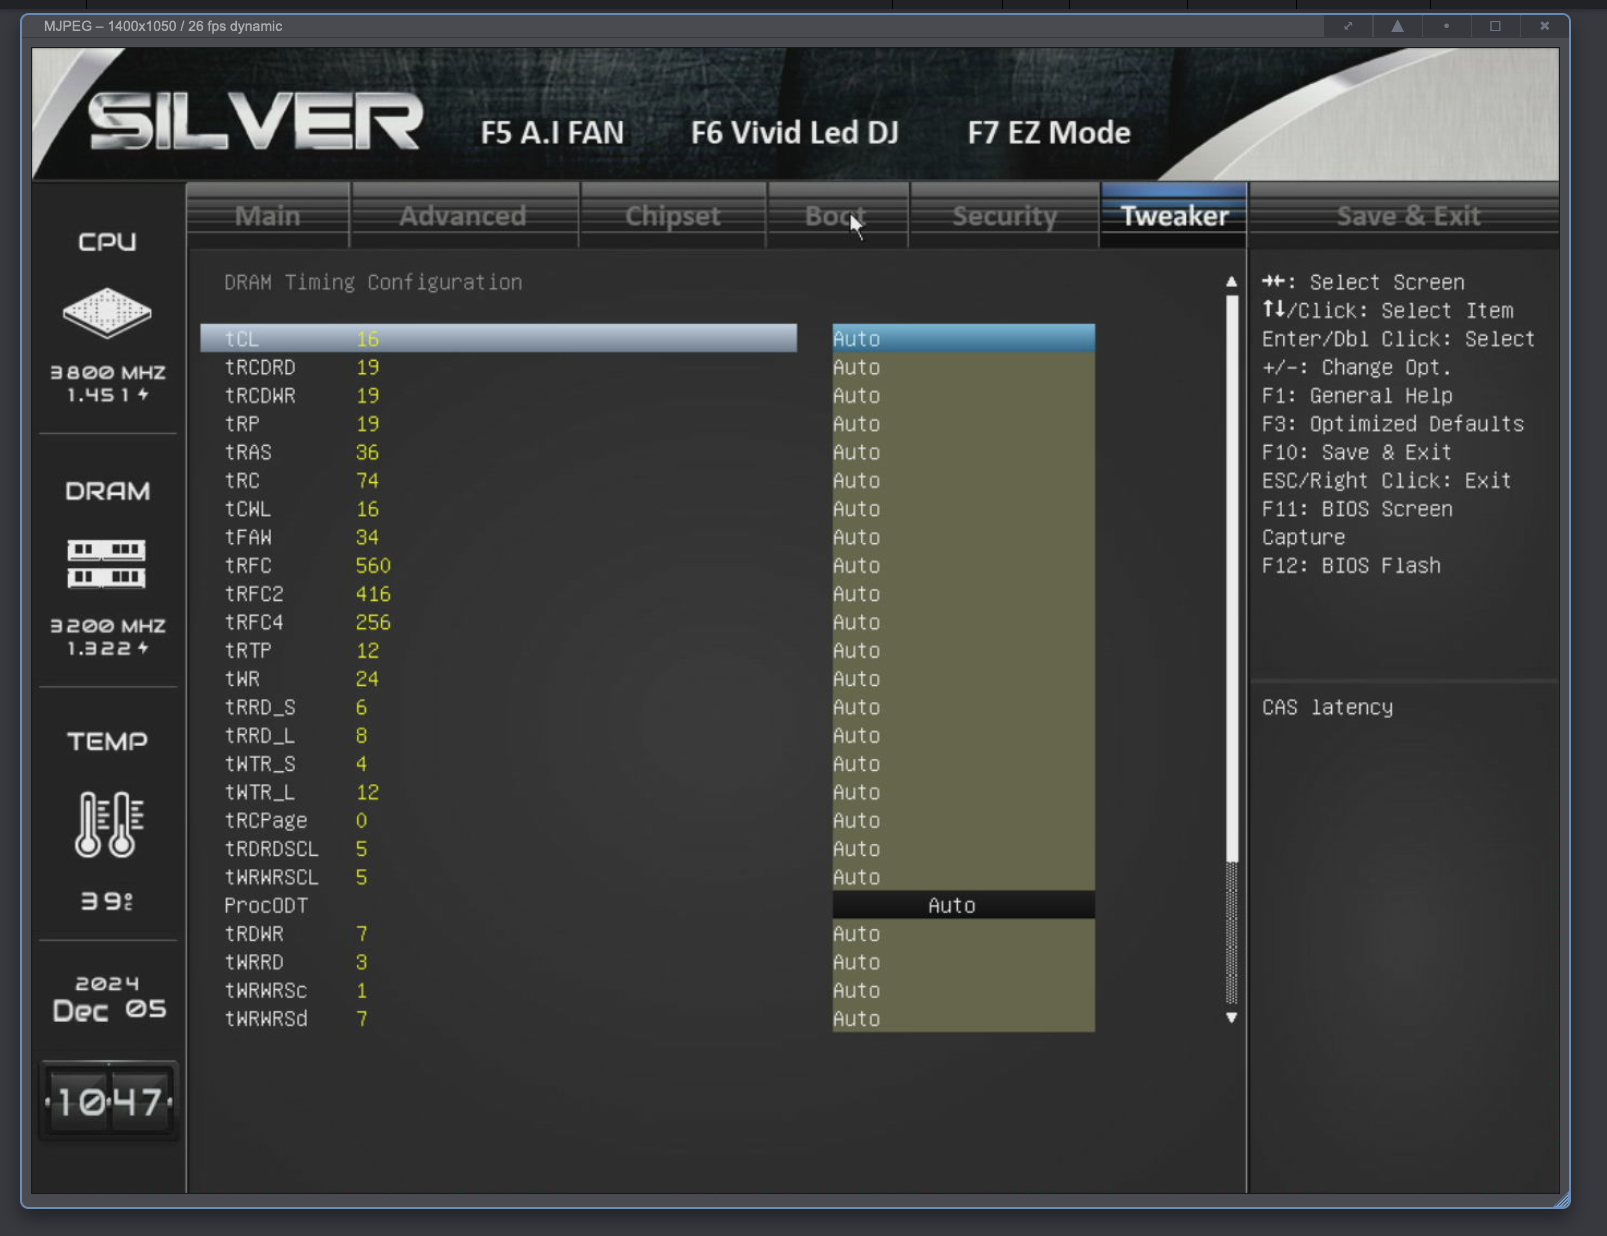 MJPEG – 1400x1050 / 26 fps dynamic
SILVER
F5 A.I FAN
F6 Vivid Led DJ
F7 EZ Mode
Main
Advanced
Chipset
Boot
Security
Tweaker
Save & Exit
CPU
3800 MHZ
1.451
DRAM
3200 MHZ
1.322
TEMP
39°C
2024
Dec 05
10:47
DRAM Timing Configuration
tCL 16 Auto
tRCDRD 19 Auto
tRCDWR 19 Auto
tRP 19 Auto
tRAS 36 Auto
tRC 74 Auto
tCWL 16 Auto
tFAW 34 Auto
tRFC 560 Auto
tRFC2 416 Auto
tRFC4 256 Auto
tRTP 12 Auto
tWR 24 Auto
tRRD_S 6 Auto
tRRD_L 8 Auto
tWTR_S 4 Auto
tWTR_L 12 Auto
tRCPage 0 Auto
tRDRDSCL 5 Auto
tWRWRSCL 5 Auto
ProcODT Auto
tRDWR 7 Auto
tWRRD 3 Auto
tWRWRSc 1 Auto
tWRWRSd 7 Auto
→←: Select Screen
↑↓/Click: Select Item
Enter/Dbl Click: Select
+/-: Change Opt.
F1: General Help
F3: Optimized Defaults
F10: Save & Exit
ESC/Right Click: Exit
F11: BIOS Screen
Capture
F12: BIOS Flash
CAS latency